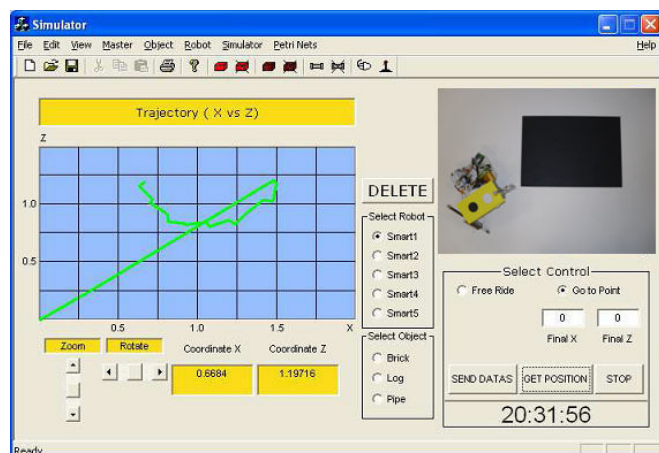 Simulator
File Edit View Master Object Robot Simulator Petri Nets Help
Trajectory ( X vs Z)
Z
1.0
0.5
0.5 1.0 1.5 X
Zoom Rotate Coordinate X Coordinate Z
0.6684 1.19716
DELETE
Select Robot
Smart1
Smart2
Smart3
Smart4
Smart5
Select Object
Brick
Log
Pipe
Select Control
Free Ride Go to Point
0 0
Final X Final Z
SEND DATAS GET POSITION STOP
20:31:56
Ready